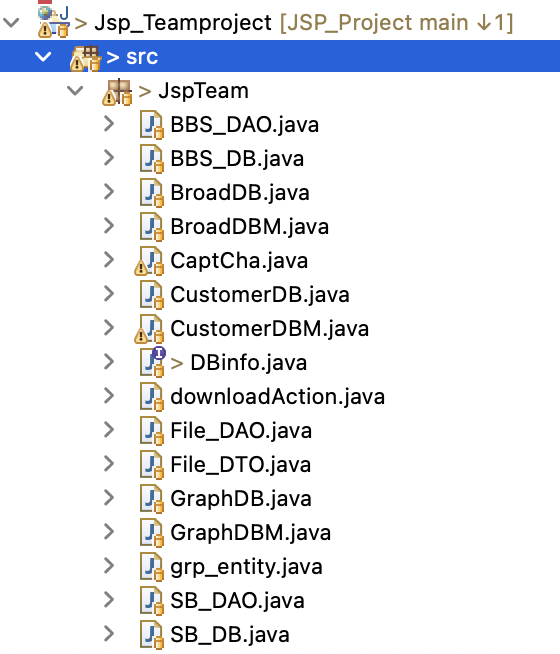 > Jsp_Teamproject [JSP_Project main ↓1]
> src
> JspTeam
BBS_DAO.java
BBS_DB.java
BroadDB.java
BroadDBM.java
CaptCha.java
CustomerDB.java
CustomerDBM.java
> DBinfo.java
downloadAction.java
File_DAO.java
File_DTO.java
GraphDB.java
GraphDBM.java
grp_entity.java
SB_DAO.java
SB_DB.java